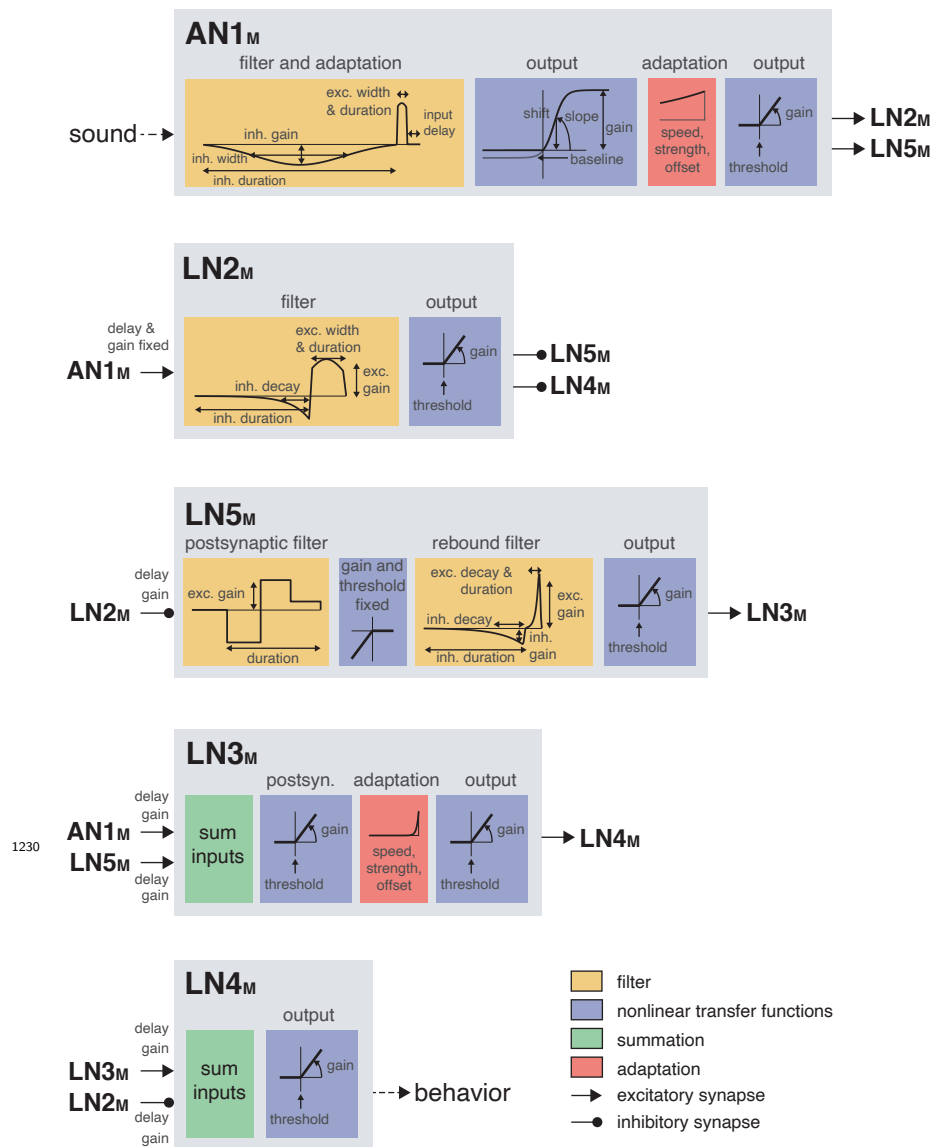 AN1M
filter and adaptation
output
adaptation
output
exc. width
& duration
input
delay
inh. gain
inh. width
inh. duration
shift
slope
gain
baseline
speed,
strength,
offset
gain
threshold
sound
LN2M
LN5M
LN2M
filter
output
delay &
gain fixed
AN1M
exc. width
& duration
exc.
gain
inh. decay
inh. duration
gain
threshold
LN5M
LN4M
LN5M
postsynaptic filter
rebound filter
output
delay
gain
LN2M
exc. gain
duration
gain and
threshold
fixed
exc. decay &
duration
exc.
gain
inh. decay
inh.
gain
inh. duration
gain
threshold
LN3M
LN3M
postsyn.
adaptation
output
delay
gain
AN1M
LN5M
delay
gain
sum
inputs
gain
threshold
speed,
strength,
offset
gain
threshold
LN4M
1230
LN4M
output
delay
gain
LN3M
LN2M
delay
gain
sum
inputs
gain
threshold
behavior
filter
nonlinear transfer functions
summation
adaptation
excitatory synapse
inhibitory synapse